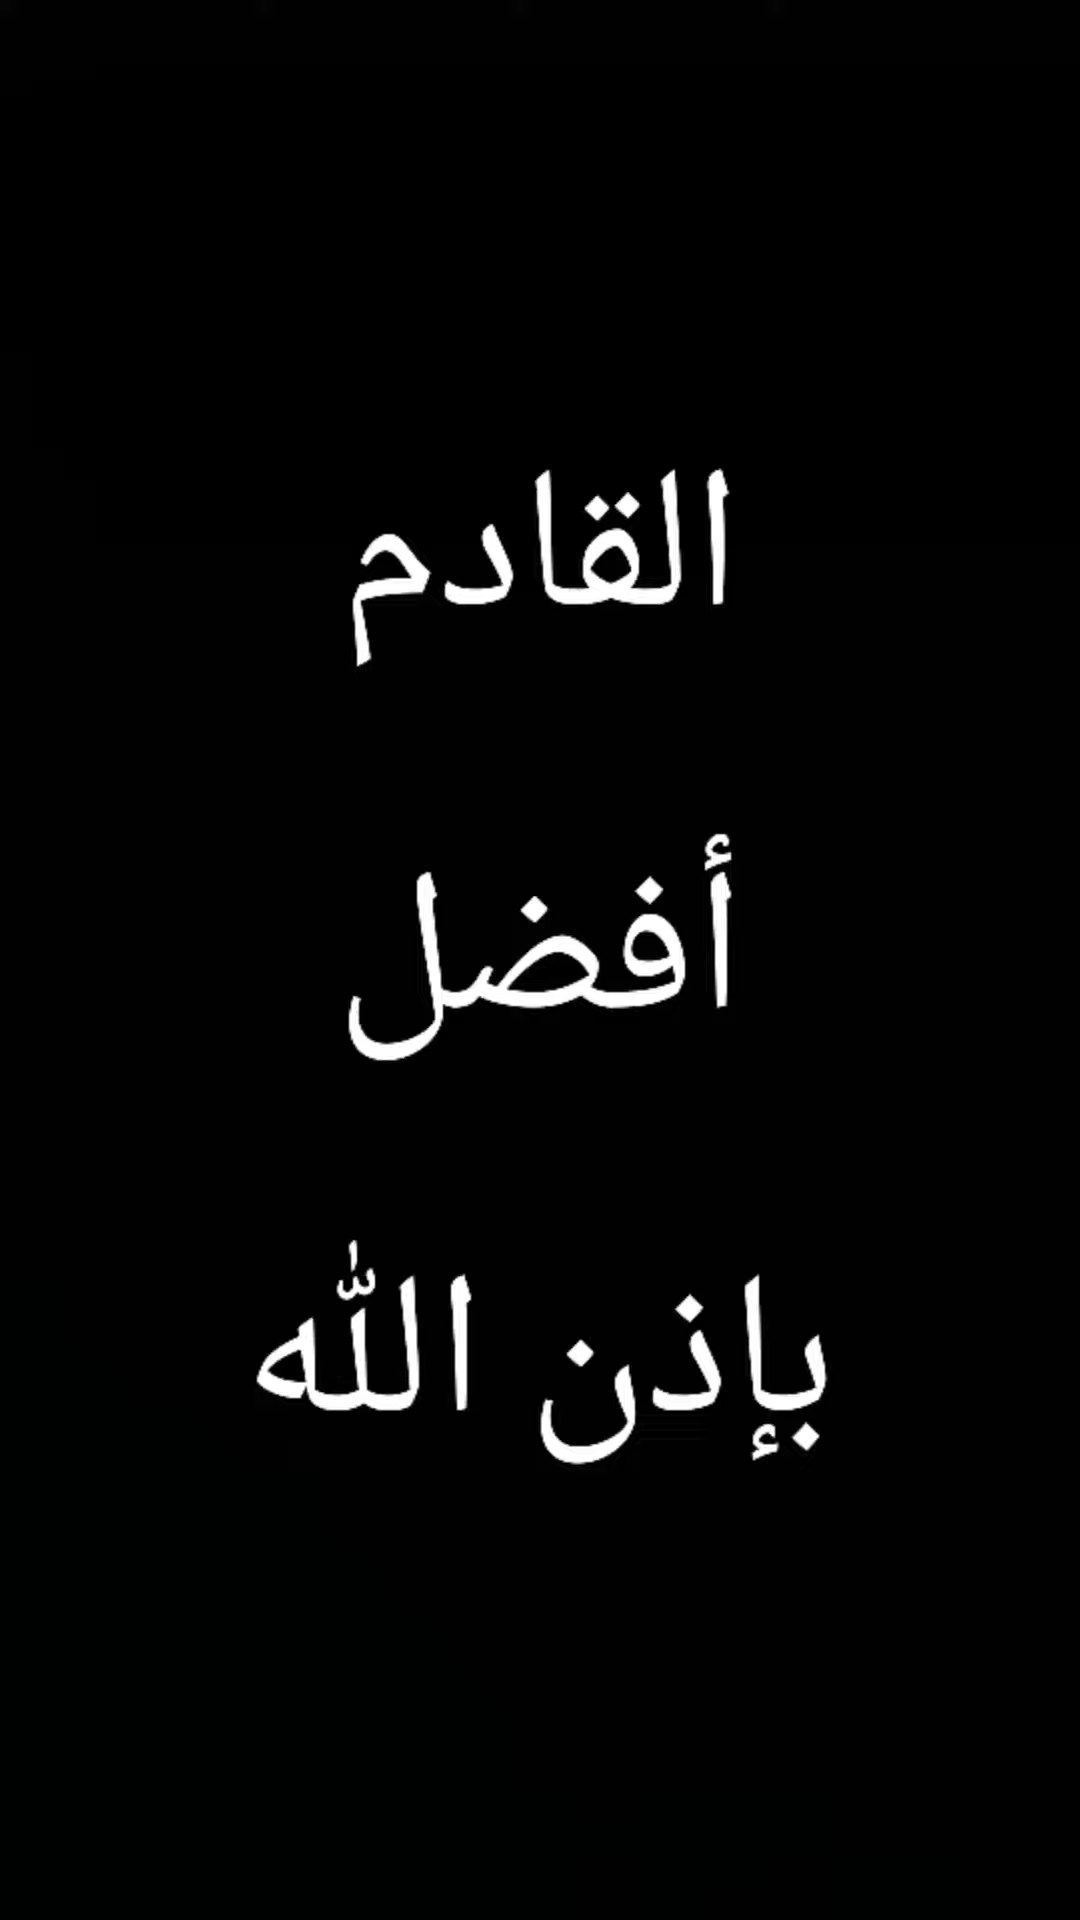 القادم
أفضل
بإذن الله